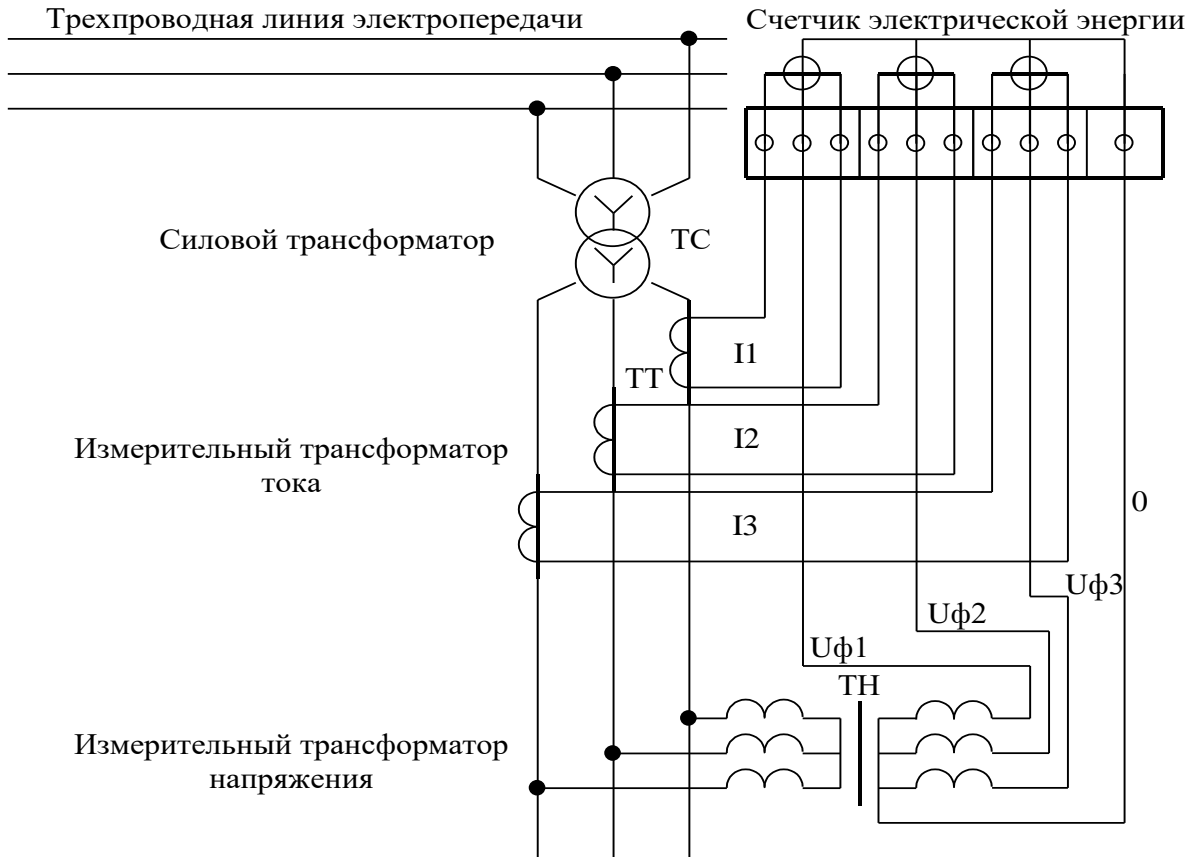 Трехпроводная линия электропередачи
Счетчик электрической энергии
Силовой трансформатор
ТС
I1
ТТ
I2
Измерительный трансформатор
тока
I3
0
Uф3
Uф2
Uф1
ТН
Измерительный трансформатор
напряжения